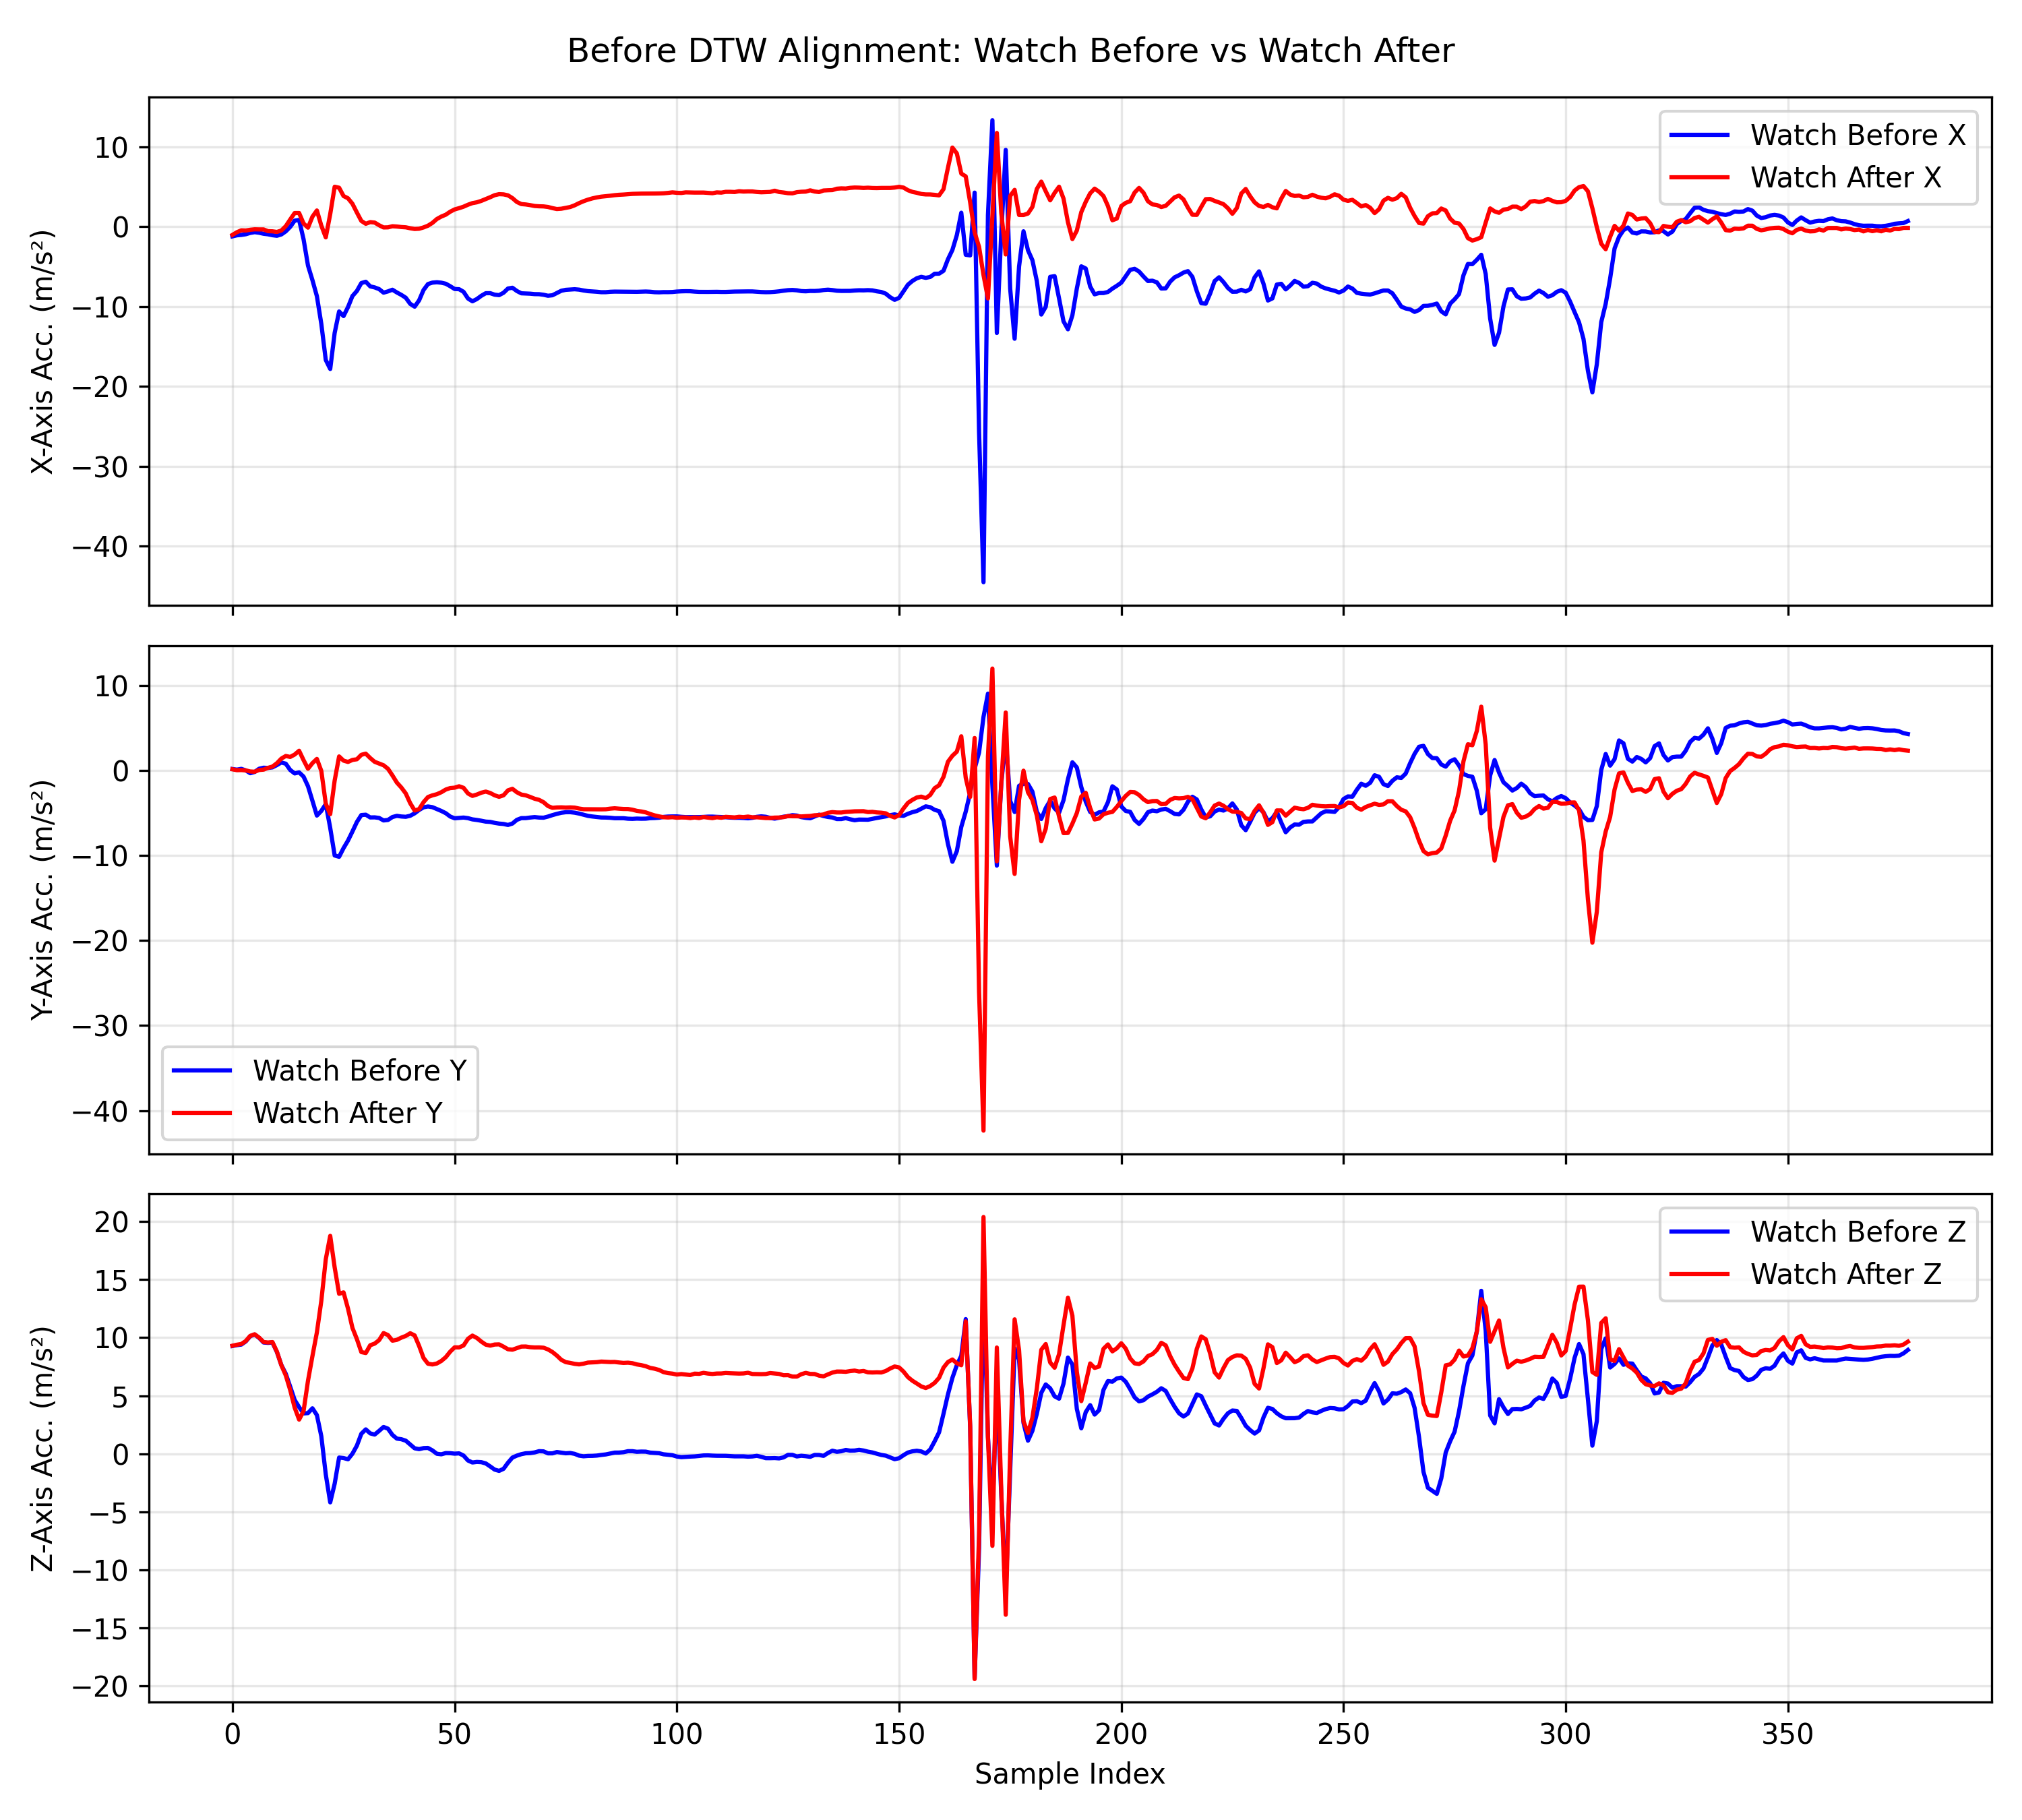 Before DTW Alignment: Watch Before vs Watch After
X-Axis Acc. (m/s²)
10
0
−10
−20
−30
−40
Watch Before X
Watch After X
Y-Axis Acc. (m/s²)
10
0
−10
−20
−30
−40
Watch Before Y
Watch After Y
Z-Axis Acc. (m/s²)
20
15
10
5
0
−5
−10
−15
−20
Watch Before Z
Watch After Z
0 50 100 150 200 250 300 350
Sample Index